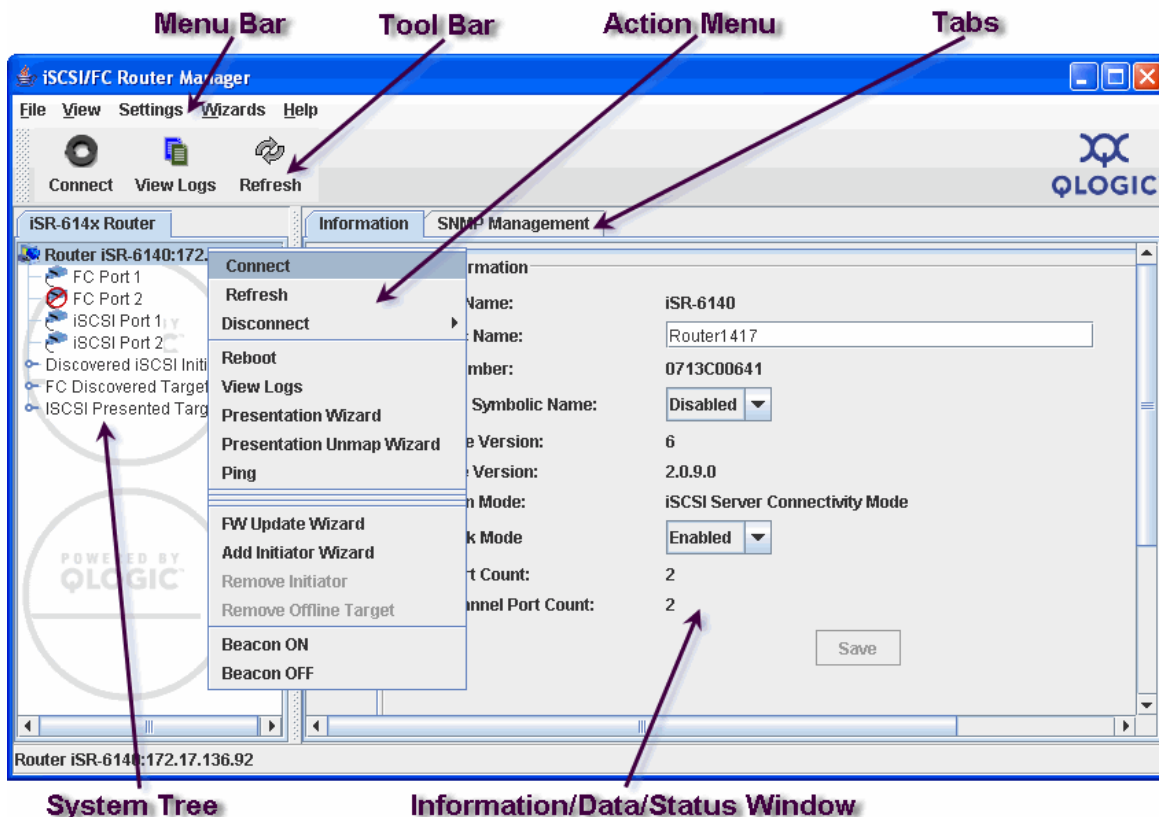 Menu Bar Tool Bar Action Menu Tabs
iSCSI/FC Router Manager
File View Settings Wizards Help
Connect View Logs Refresh
QLOGIC
iSR-614x Router
Information SNMP Management
Router iSR-6140:172.
FC Port 1
FC Port 2
iSCSI Port 1
iSCSI Port 2
Discovered iSCSI Initi
FC Discovered Target
ISCSI Presented Targ
POWERED BY
QLOGIC
Connect
Refresh
Disconnect
Reboot
View Logs
Presentation Wizard
Presentation Unmap Wizard
Ping
FW Update Wizard
Add Initiator Wizard
Remove Initiator
Remove Offline Target
Beacon ON
Beacon OFF
rmation
Name: iSR-6140
Name: Router1417
mber: 0713C00641
Symbolic Name: Disabled
e Version: 6
Version: 2.0.9.0
n Mode: iSCSI Server Connectivity Mode
k Mode Enabled
rt Count: 2
nnel Port Count: 2
Save
Router iSR-6140:172.17.136.92
System Tree Information/Data/Status Window